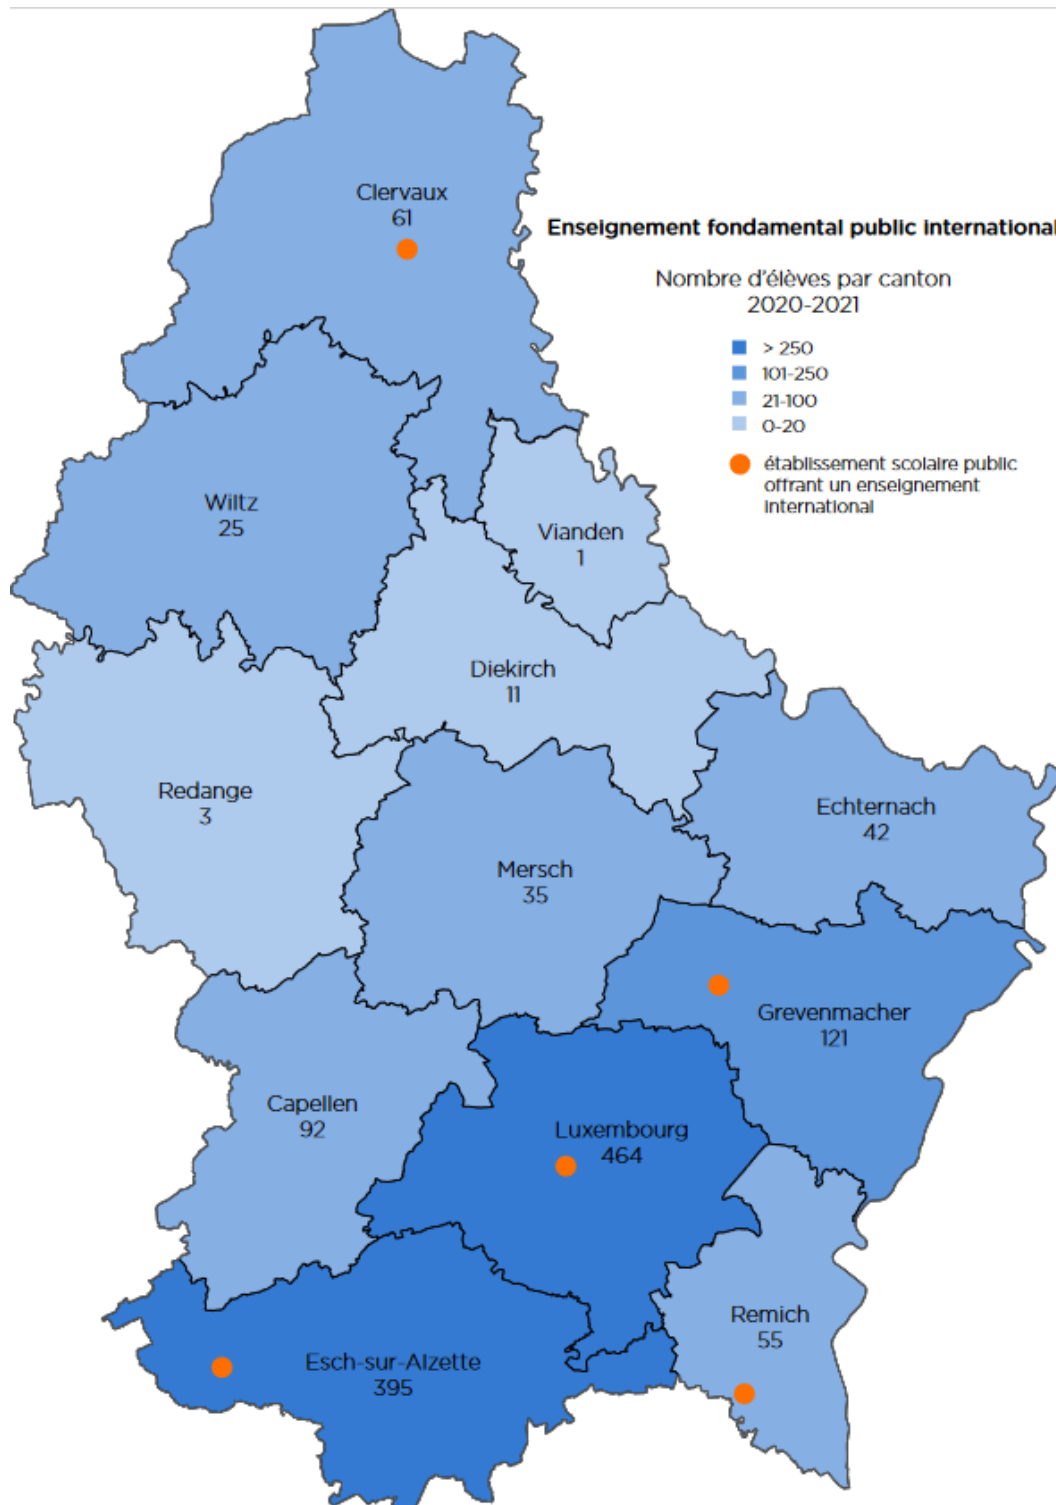 Clervaux
61
Enseignement fondamental public international
Nombre d'élèves par canton
2020-2021
> 250
101-250
21-100
0-20
établissement scolaire public
offrant un enseignement
international
Wiltz
25
Vianden
1
Diekirch
11
Redange
3
Echternach
42
Mersch
35
Grevenmacher
121
Capellen
92
Luxembourg
464
Remich
55
Esch-sur-Alzette
395